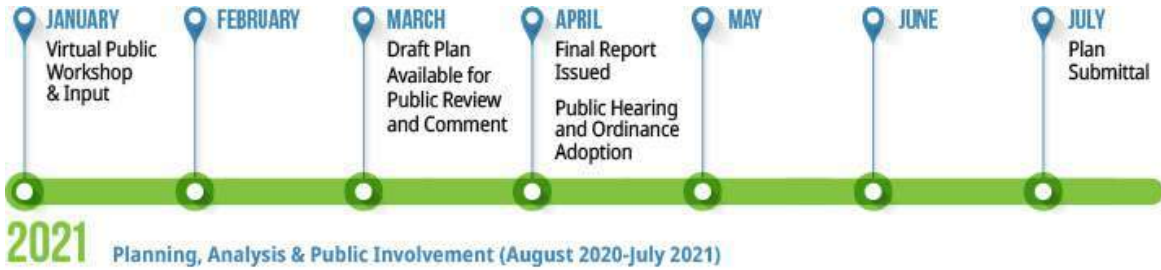 JANUARY
Virtual Public
Workshop
& Input
FEBRUARY
MARCH
Draft Plan
Available for
Public Review
and Comment
APRIL
Final Report
Issued
Public Hearing
and Ordinance
Adoption
MAY
JUNE
JULY
Plan
Submittal
2021
Planning, Analysis & Public Involvement (August 2020-July 2021)